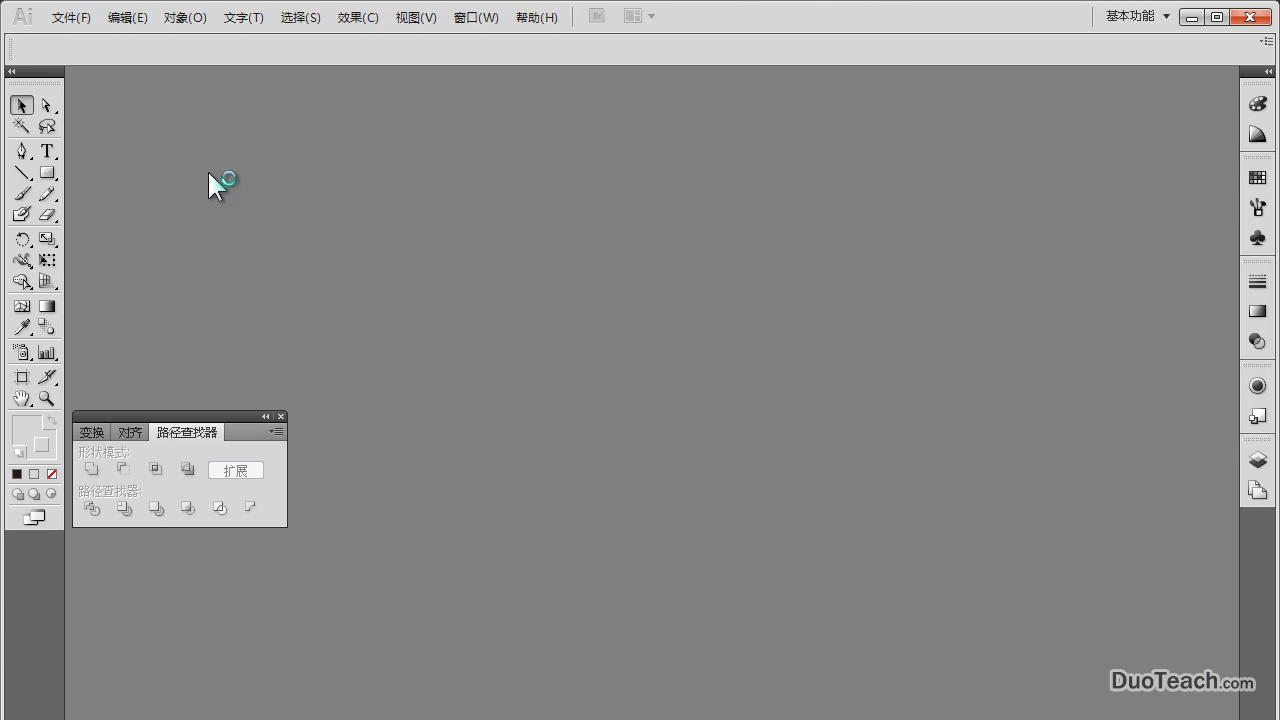 Ai 文件(F) 编辑(E) 对象(O) 文字(T) 选择(S) 效果(C) 视图(V) 窗口(W) 帮助(H) Br 基本功能
变换 对齐 路径查找器
形状模式:
扩展
路径查找器:
DuoTeach.com